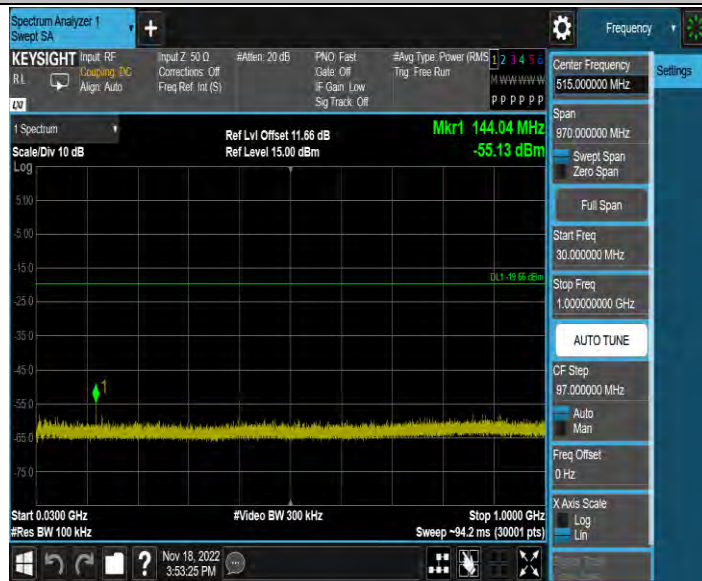 Spectrum Analyzer 1
Swept SA
+
Frequency
KEYSIGHT
RL
LXI
Input: RF
Coupling: DC
Align: Auto
Input Z: 50 Ω
Corrections: Off
Freq Ref: Int (S)
#Atten: 20 dB
PNO: Fast
Gate: Off
IF Gain: Low
Sig Track: Off
#Avg Type: Power (RMS
Trig: Free Run
1 2 3 4 5 6
M W W W W W
P P P P P P
Settings
Center Frequency
515.000000 MHz
Span
970.000000 MHz
Swept Span
Zero Span
Full Span
Start Freq
30.000000 MHz
Stop Freq
1.000000000 GHz
AUTO TUNE
CF Step
97.000000 MHz
Auto
Man
Freq Offset
0 Hz
X Axis Scale
Log
Lin
1 Spectrum
Scale/Div 10 dB
Log
Ref Lvl Offset 11.66 dB
Ref Level 15.00 dBm
Mkr1 144.04 MHz
-55.13 dBm
5.00
-5.00
-15.0
DL1 -19.66 dBm
-25.0
-35.0
-45.0
1
-55.0
-65.0
-75.0
Start 0.0300 GHz
#Res BW 100 kHz
#Video BW 300 kHz
Stop 1.0000 GHz
Sweep ~94.2 ms (30001 pts)
?
Nov 18, 2022
3:53:25 PM